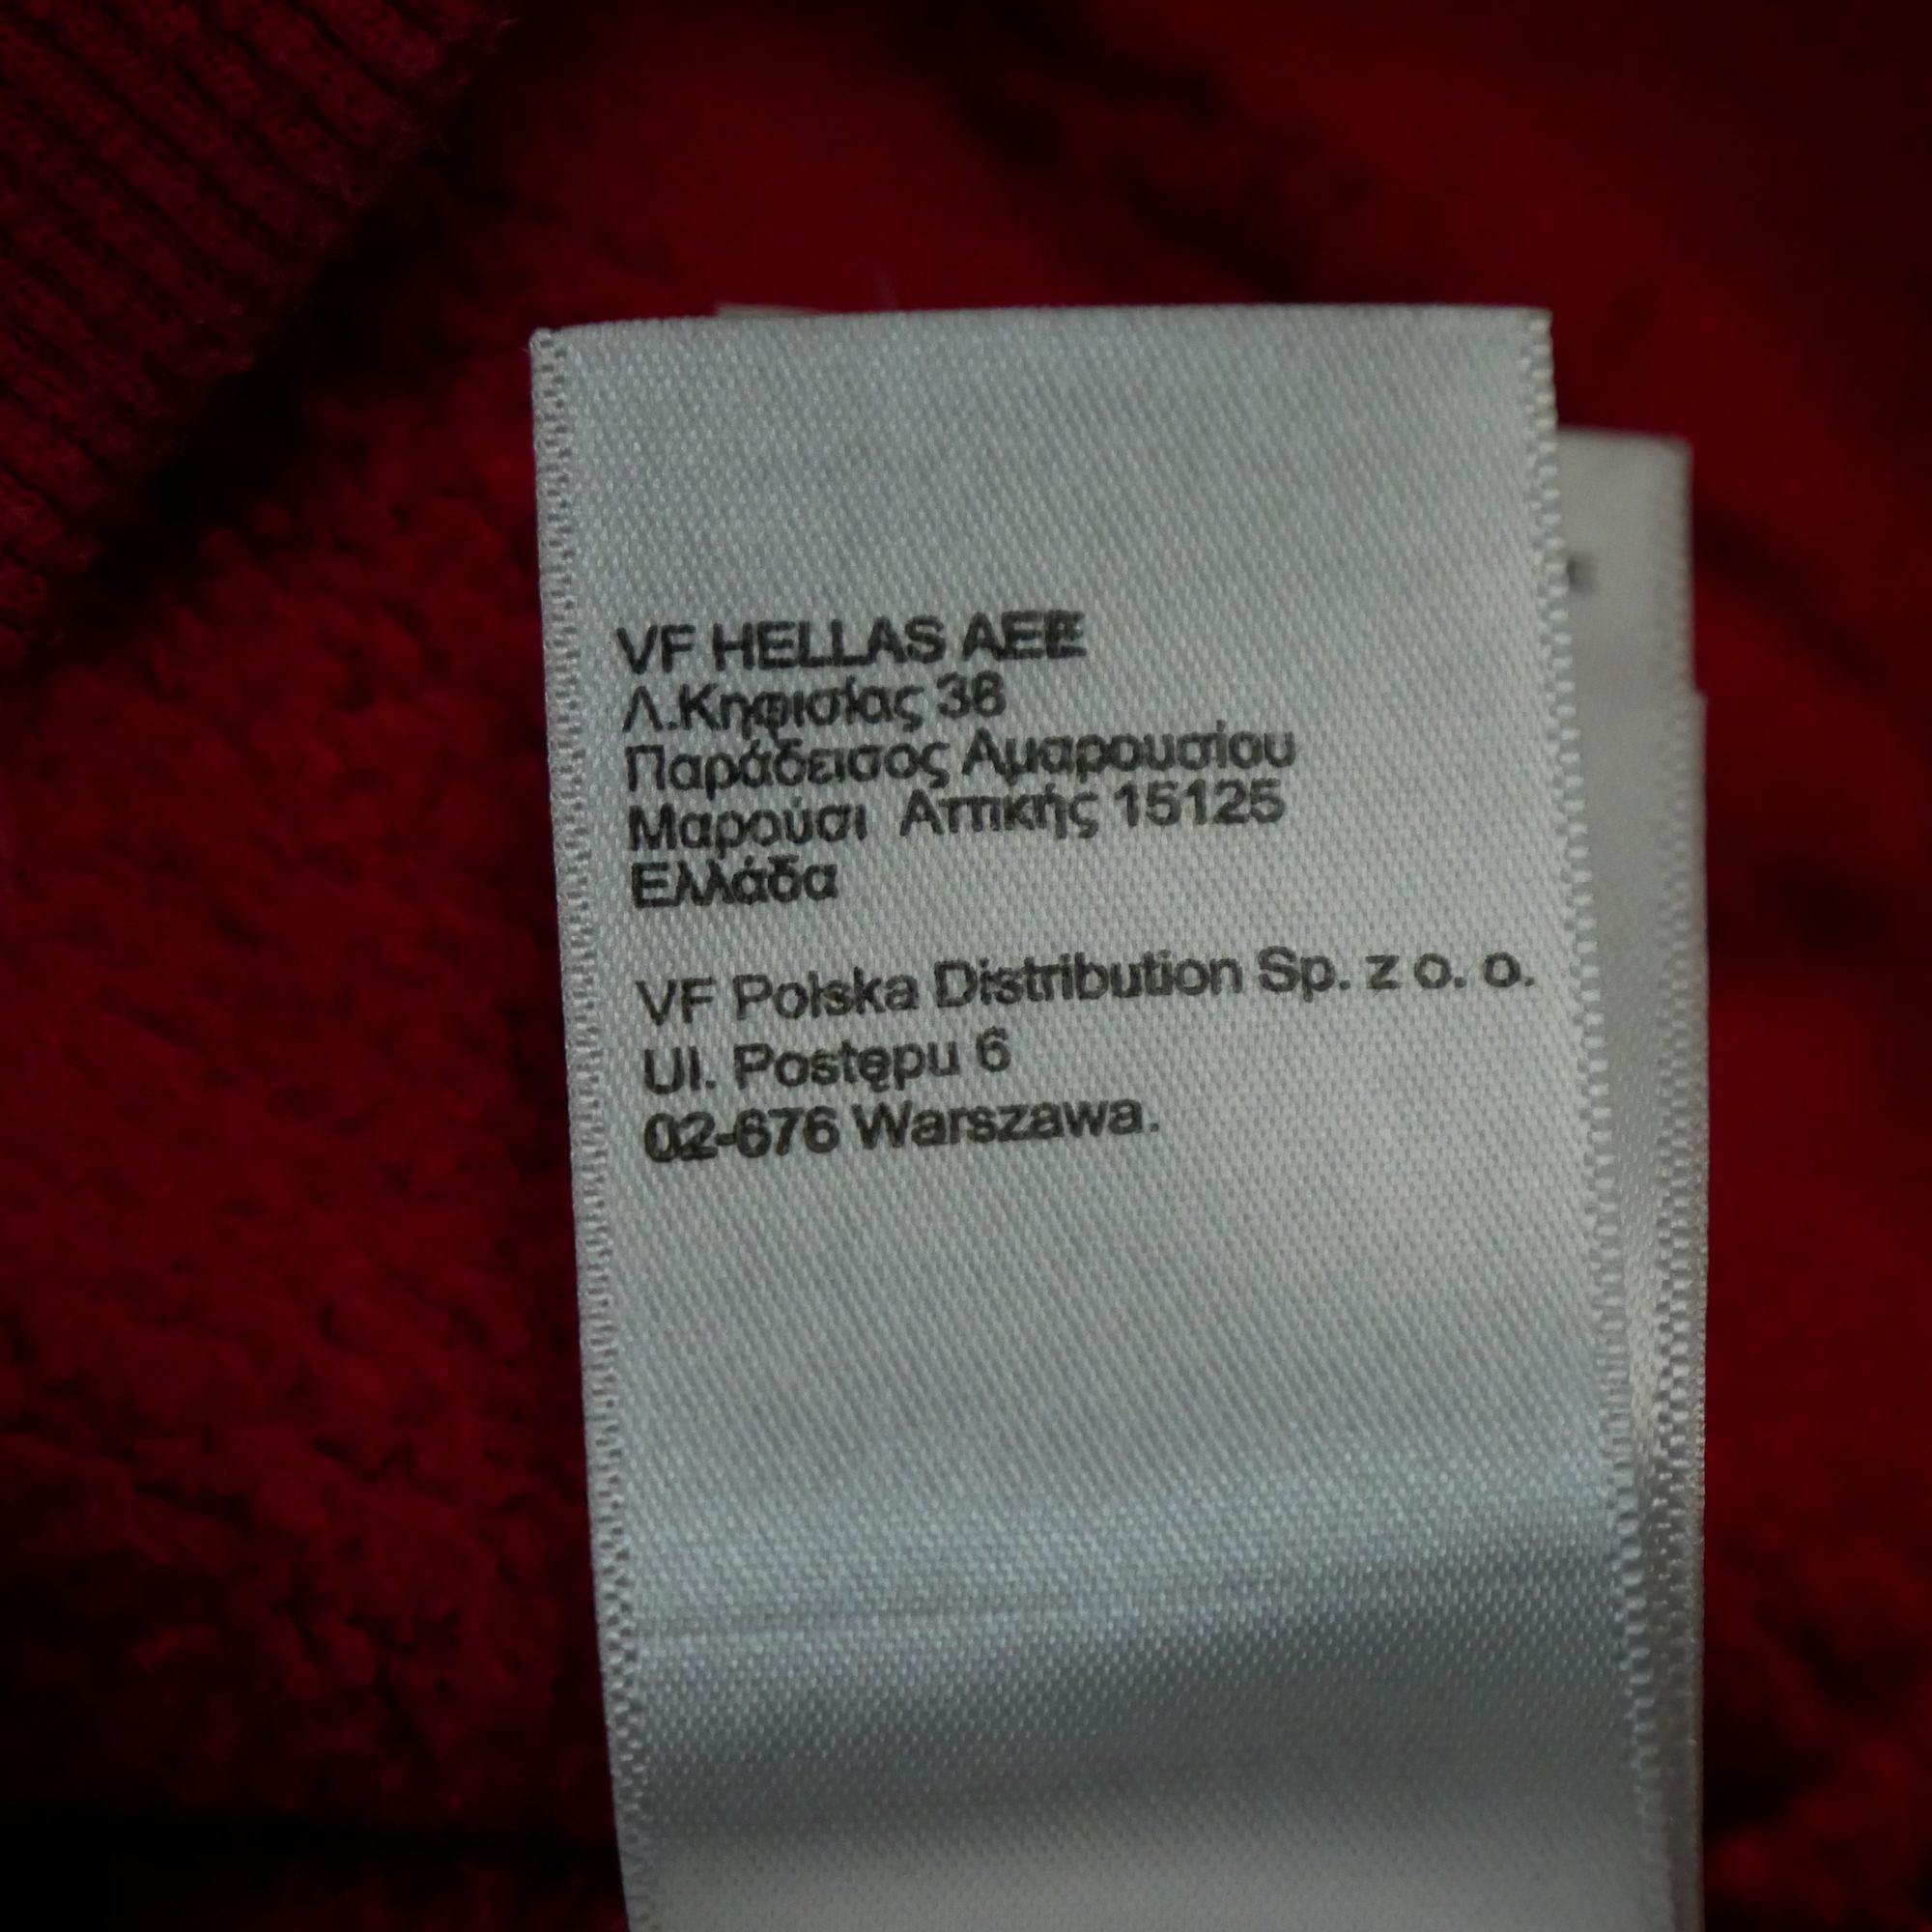 VF HELLAS AEE
Λ.Κηφισίας 38
Παράδεισος Αμαρουσίου
Μαρούσι Αττικής 15125
Ελλάδα
VF Polska Distribution Sp. z o. o.
Ul. Postępu 6
02-676 Warszawa.